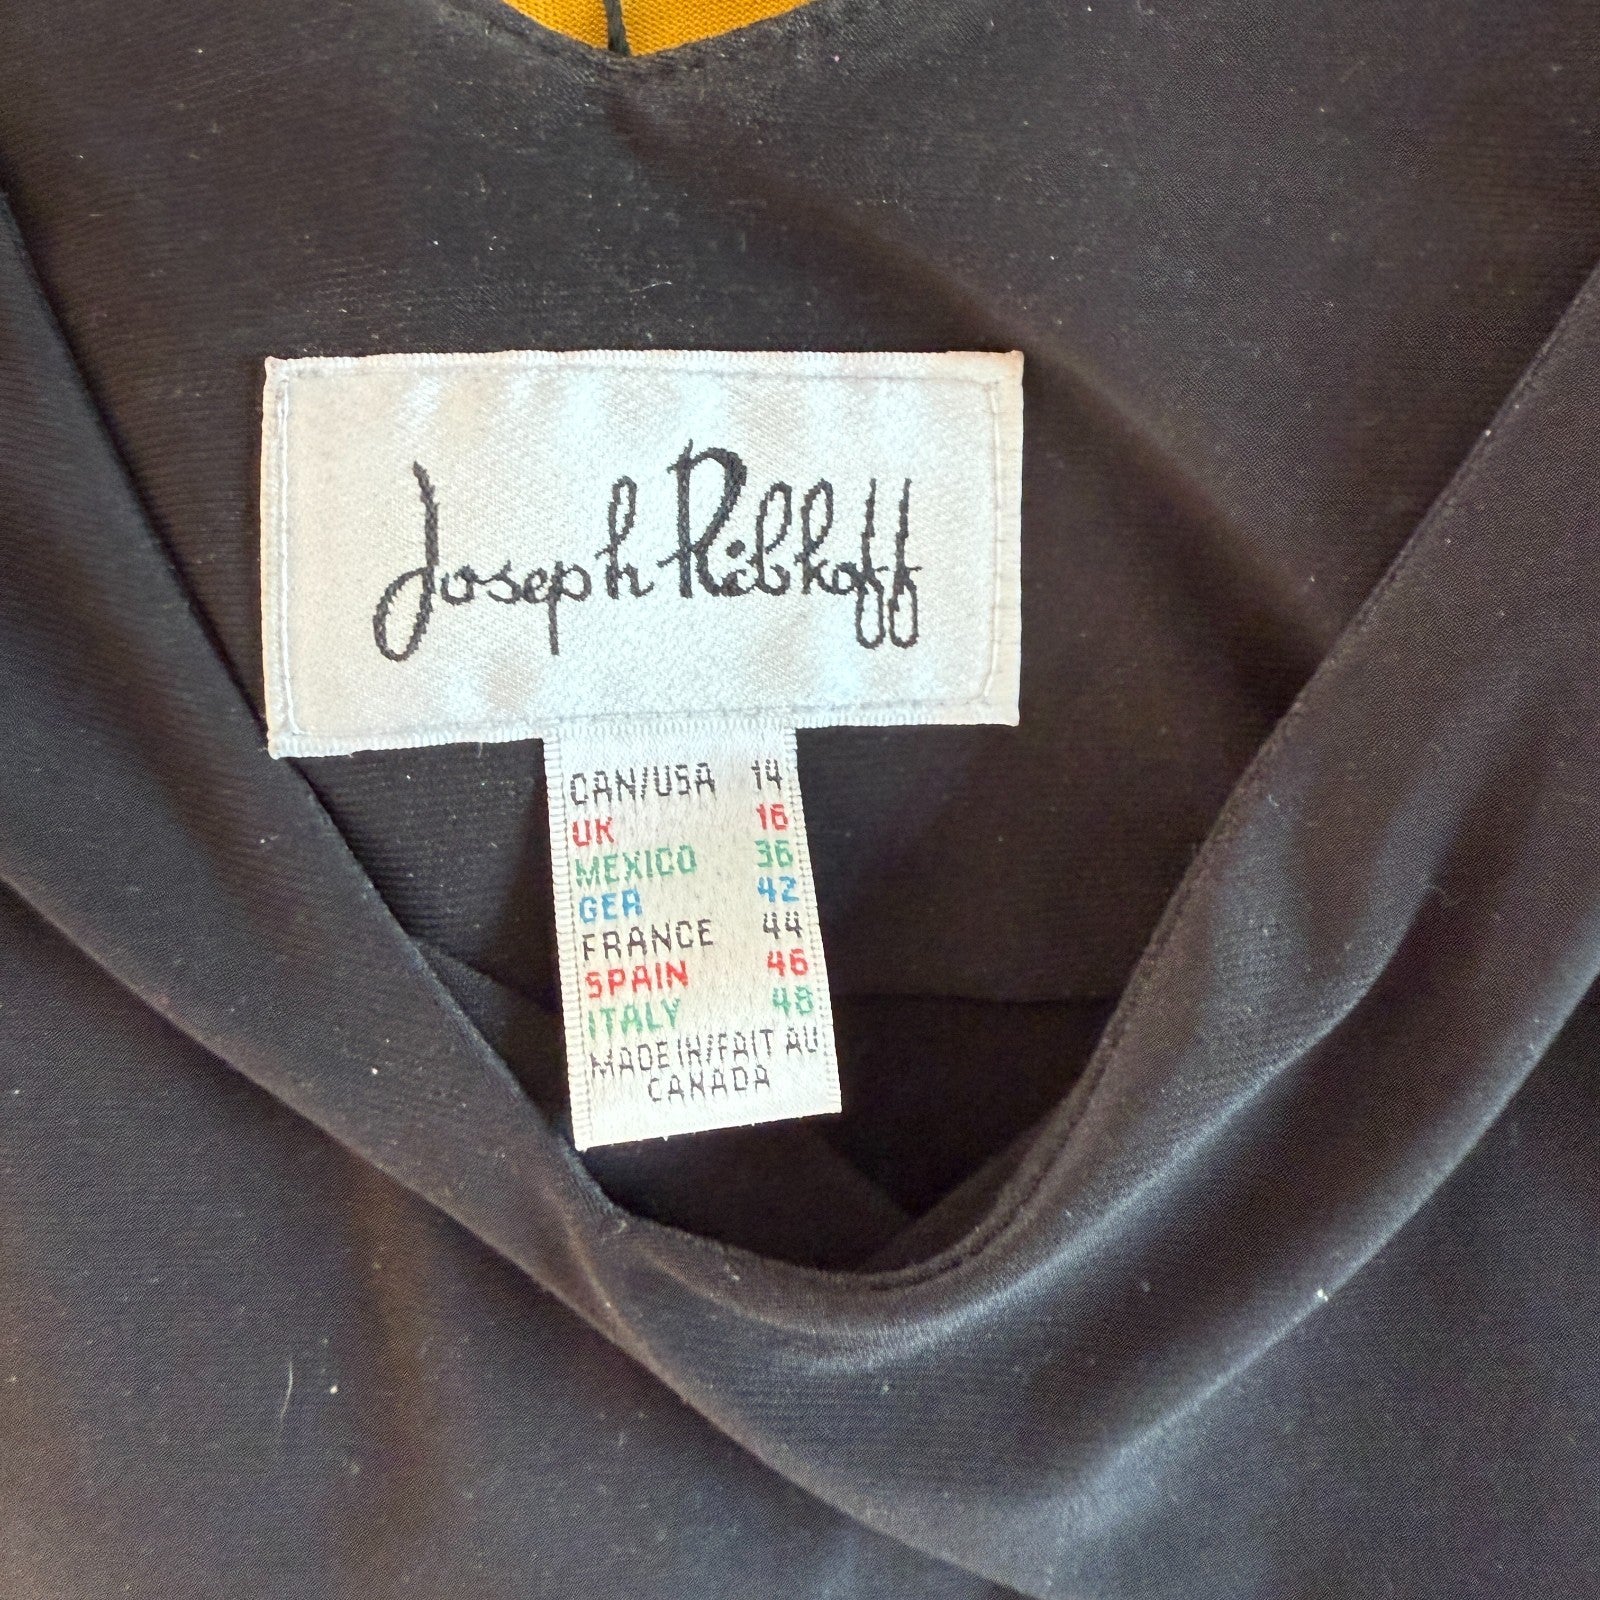 Joseph Ribkoff
CAN/USA 14
UK 16
MEXICO 36
GER 42
FRANCE 44
SPAIN 46
ITALY 48
MADE IN/FAIT AU
CANADA